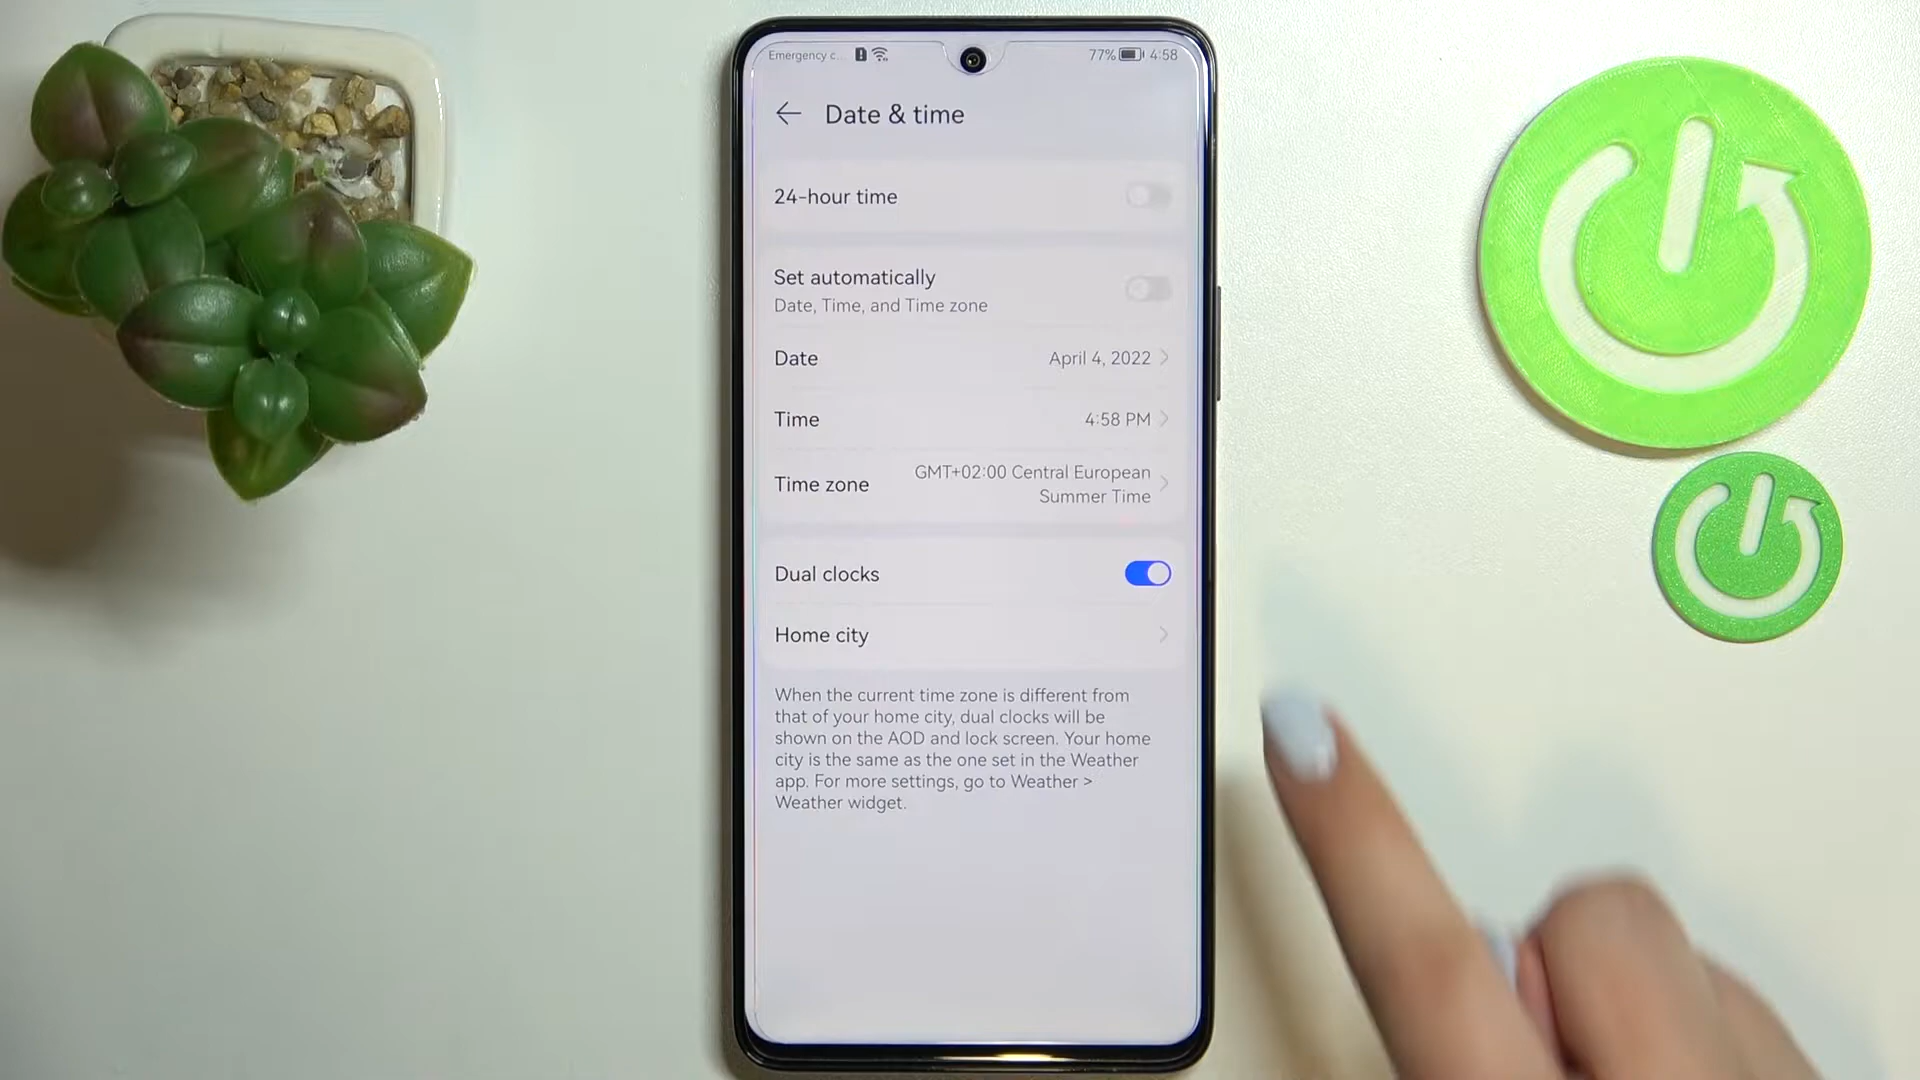 Emergency c... 77% 4:58
Date & time
24-hour time
Set automatically
Date, Time, and Time zone
Date April 4, 2022
Time 4:58 PM
Time zone GMT+02:00 Central European
Summer Time
Dual clocks
Home city
When the current time zone is different from
that of your home city, dual clocks will be
shown on the AOD and lock screen. Your home
city is the same as the one set in the Weather
app. For more settings, go to Weather >
Weather widget.